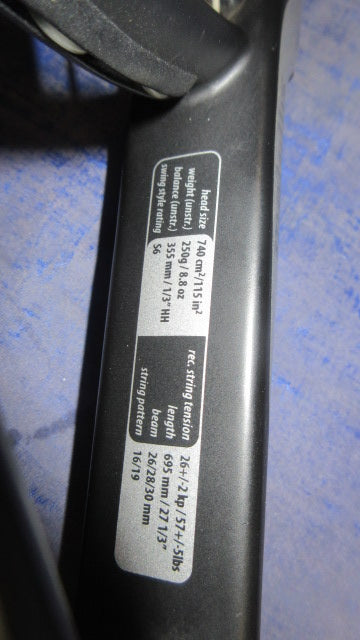 head size 740 cm²/115 in²
weight (unstr.) 250g / 8.8 oz
balance (unstr.) 355 mm / 1/3" HH
swing style rating S6
rec. string tension 26+/-2 kp / 57+/-5lbs
length 695 mm / 27 1/3"
beam 26/28/30 mm
string pattern 16/19